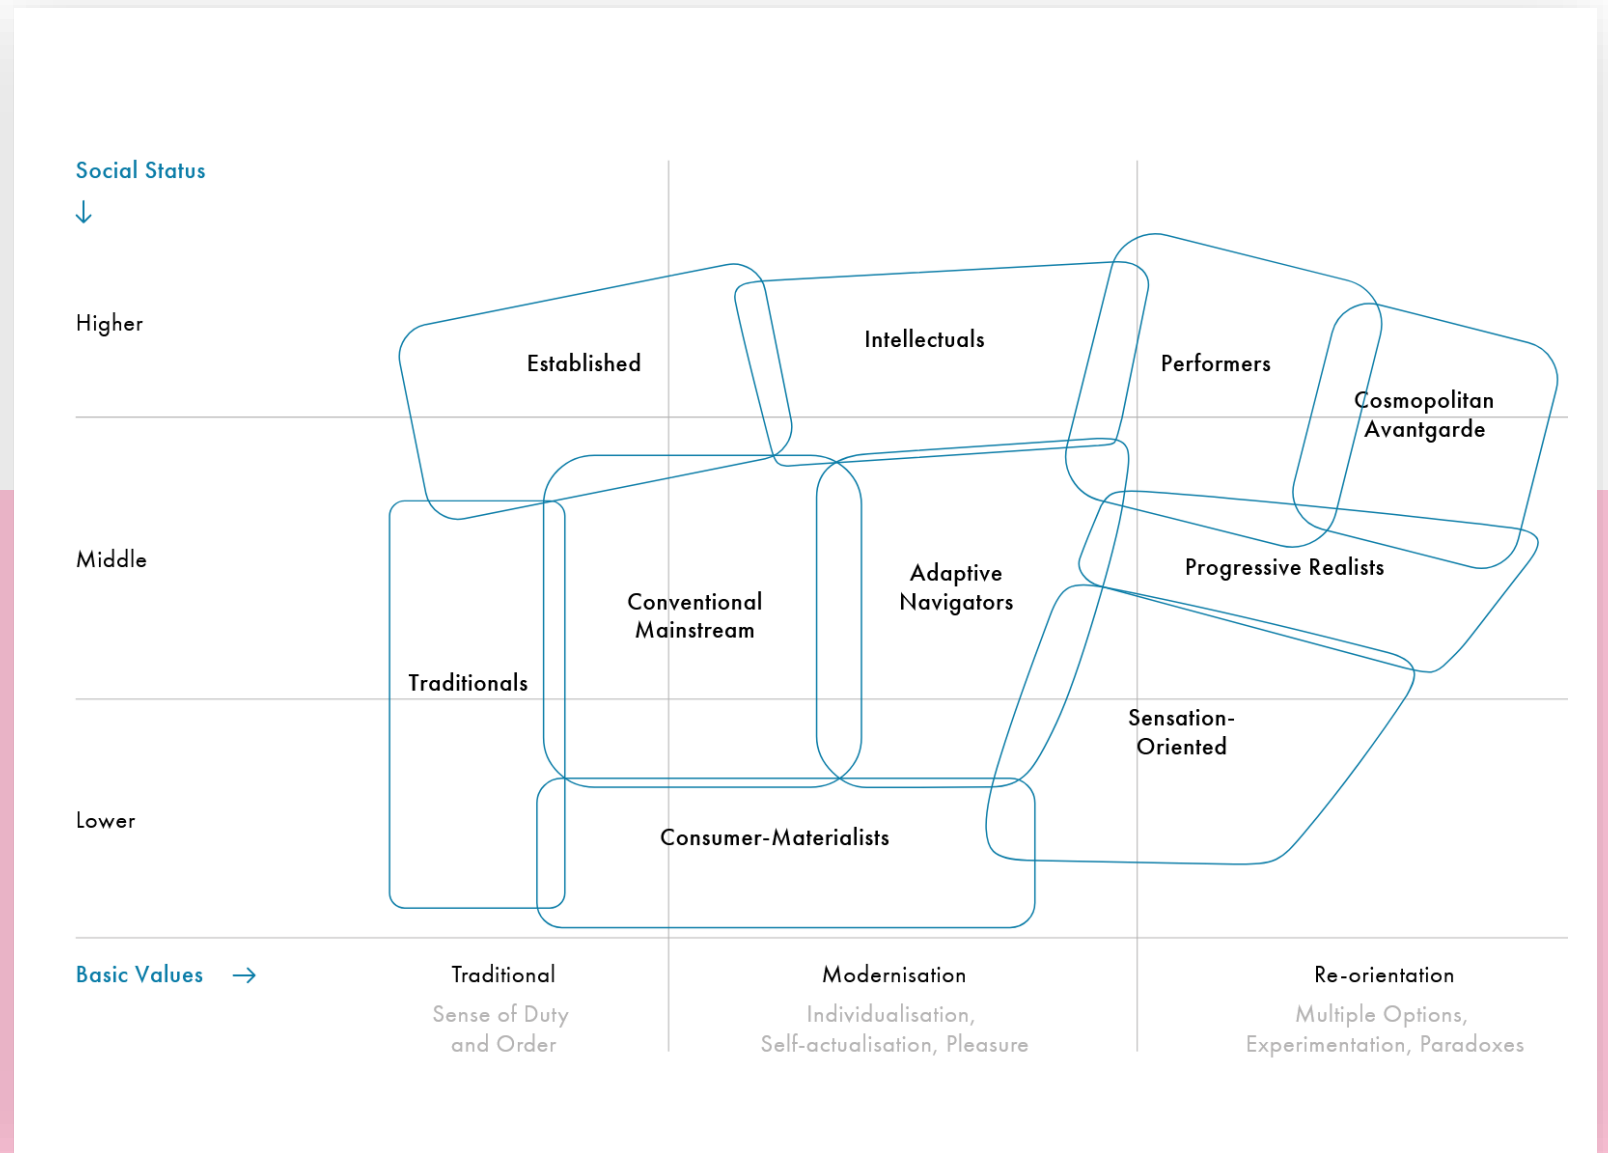 Social Status
↓
Higher
Established
Intellectuals
Performers
Cosmopolitan
Avantgarde
Middle
Conventional
Mainstream
Adaptive
Navigators
Progressive Realists
Traditionals
Sensation-
Oriented
Lower
Consumer-Materialists
Basic Values →
Traditional
Sense of Duty
and Order
Modernisation
Individualisation,
Self-actualisation, Pleasure
Re-orientation
Multiple Options,
Experimentation, Paradoxes